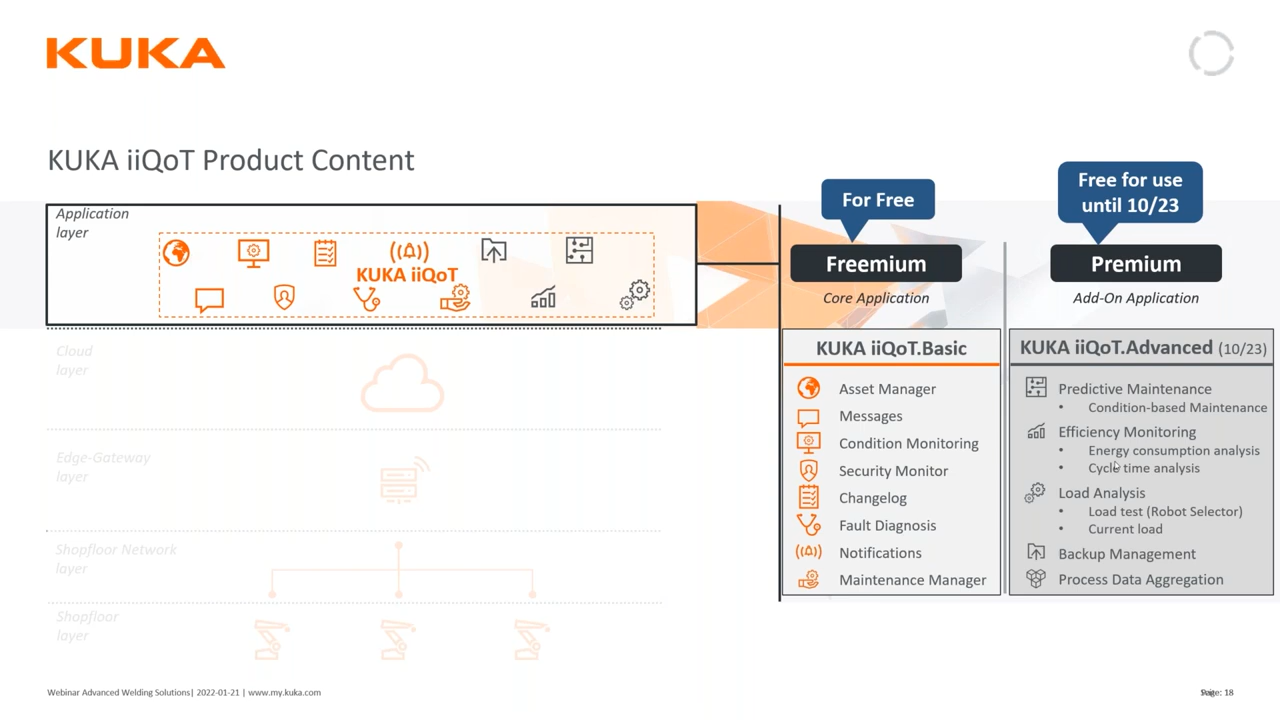 KUKA
KUKA iiQoT Product Content
Application
layer
KUKA iiQoT
Cloud
layer
Edge-Gateway
layer
Shopfloor Network
layer
Shopfloor
layer
For Free
Freemium
Core Application
KUKA iiQoT.Basic
Asset Manager
Messages
Condition Monitoring
Security Monitor
Changelog
Fault Diagnosis
Notifications
Maintenance Manager
Free for use
until 10/23
Premium
Add-On Application
KUKA iiQoT.Advanced (10/23)
Predictive Maintenance
• Condition-based Maintenance
Efficiency Monitoring
• Energy consumption analysis
• Cycle time analysis
Load Analysis
• Load test (Robot Selector)
• Current load
Backup Management
Process Data Aggregation
Webinar Advanced Welding Solutions| 2022-01-21 | www.my.kuka.com
18